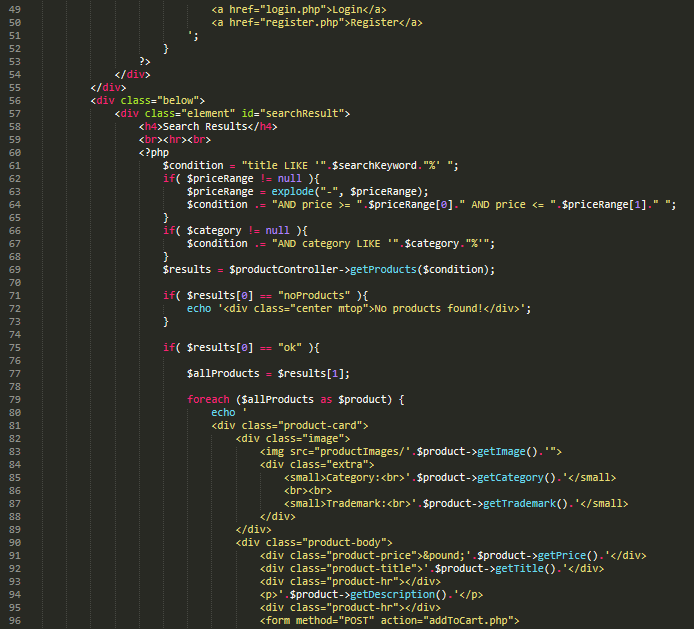 49 <a href="login.php">Login</a>
50 <a href="register.php">Register</a>
51 ';
52 }
53 ?>
54 </div>
55 </div>
56 <div class="below">
57 <div class="element" id="searchResult">
58 <h4>Search Results</h4>
59 <br><hr><br>
60 <?php
61 $condition = "title LIKE '".$searchKeyword."%' ";
62 if( $priceRange != null ){
63 $priceRange = explode("-", $priceRange);
64 $condition .= "AND price >= ".$priceRange[0]." AND price <= ".$priceRange[1]." ";
65 }
66 if( $category != null ){
67 $condition .= "AND category LIKE '".$category."%'";
68 }
69 $results = $productController->getProducts($condition);
70
71 if( $results[0] == "noProducts" ){
72 echo '<div class="center mtop">No products found!</div>';
73 }
74
75 if( $results[0] == "ok" ){
76
77 $allProducts = $results[1];
78
79 foreach ($allProducts as $product) {
80 echo '
81 <div class="product-card">
82 <div class="image">
83 <img src="productImages/'.$product->getImage().'">
84 <div class="extra">
85 <small>Category:<br>'.$product->getCategory().'</small>
86 <br><br>
87 <small>Trademark:<br>'.$product->getTrademark().'</small>
88 </div>
89 </div>
90 <div class="product-body">
91 <div class="product-price">&pound;'.$product->getPrice().'</div>
92 <div class="product-title">'.$product->getTitle().'</div>
93 <div class="product-hr"></div>
94 <p>'.$product->getDescription().'</p>
95 <div class="product-hr"></div>
96 <form method="POST" action="addToCart.php">